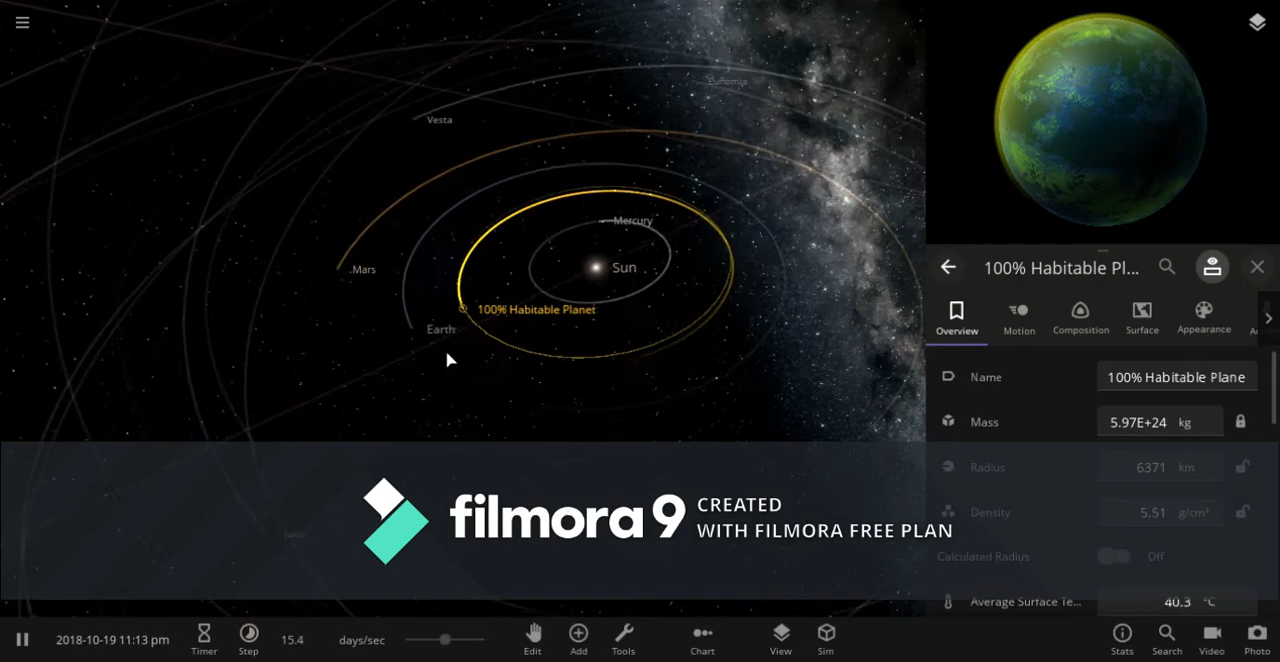 Eunomia
Vesta
Mercury
Sun
Mars
100% Habitable Planet
Earth
Juno
100% Habitable Pl...
Overview
Motion
Composition
Surface
Appearance
Name
100% Habitable Plane
Mass
5.97E+24 kg
Radius
6371 km
Density
5.51 g/cm³
Calculated Radius
Off
Average Surface Te...
40.3 °C
filmora 9
CREATED
WITH FILMORA FREE PLAN
2018-10-19 11:13 pm
Timer
Step
15.4 days/sec
Edit
Add
Tools
Chart
View
Sim
Stats
Search
Video
Photo